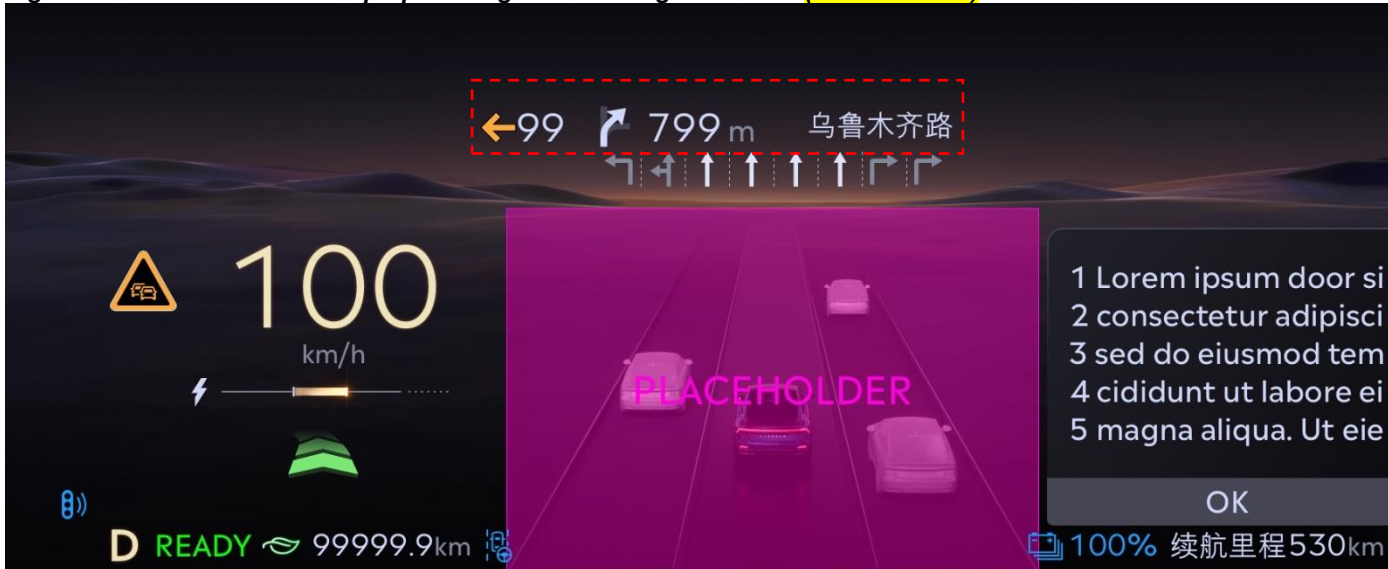 99 799 m 乌鲁木齐路
100
km/h
PLACEHOLDER
1 Lorem ipsum door si
2 consectetur adipisci
3 sed do eiusmod tem
4 cididunt ut labore ei
5 magna aliqua. Ut eie
OK
D READY 99999.9km
100% 续航里程530km